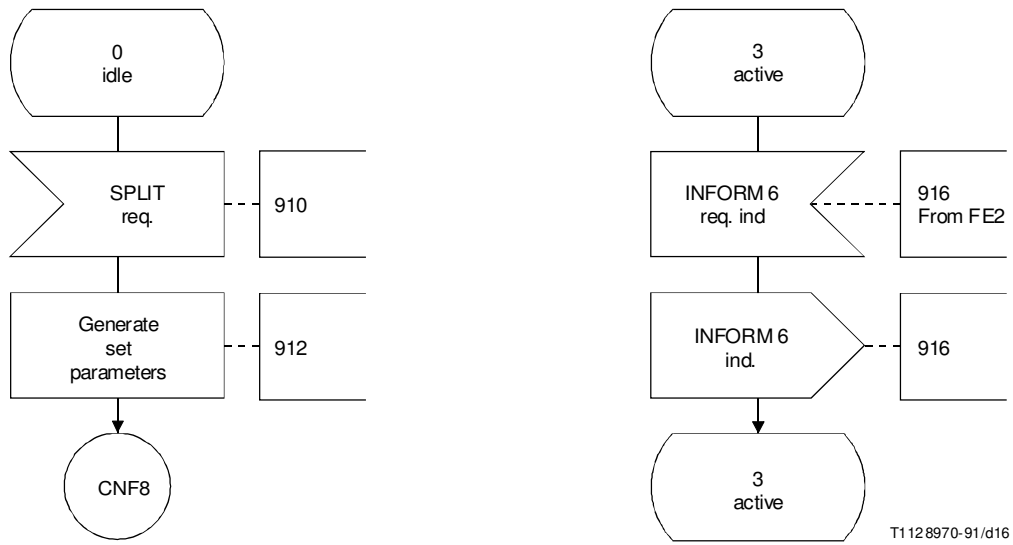 0
idle
SPLIT
req.
910
Generate
set
parameters
912
CNF8
3
active
INFORM 6
req. ind
916
From FE2
INFORM 6
ind.
916
3
active
T1128970-91/d16